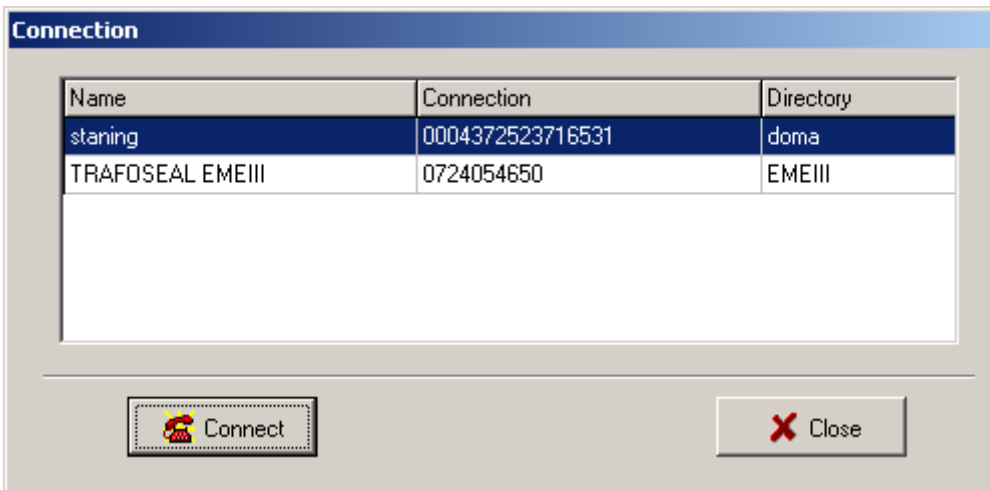 Connection
Name Connection Directory
staning 0004372523716531 doma
TRAFOSEAL EMEIII 0724054650 EMEIII
Connect Close